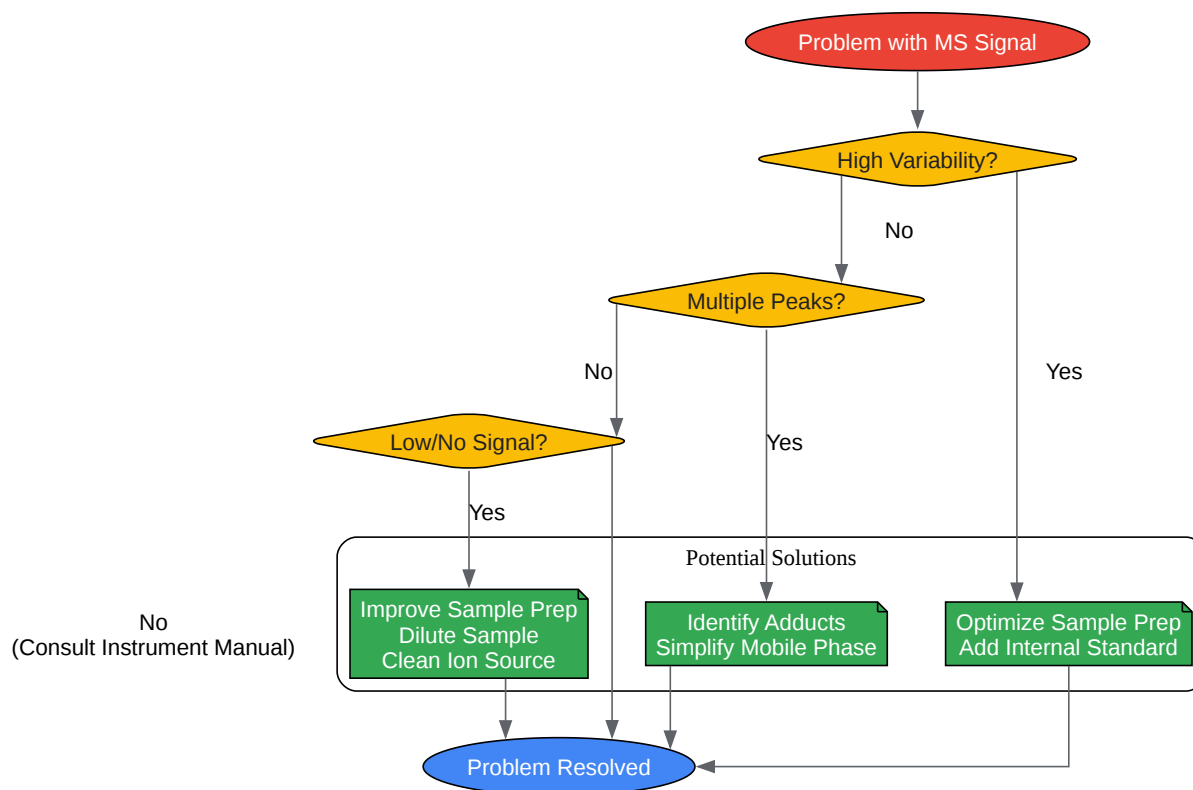 Problem with MS Signal
High Variability?
No
Multiple Peaks?
No
Yes
Low/No Signal?
Yes
Yes
Potential Solutions
Improve Sample Prep
Dilute Sample
Clean Ion Source
Identify Adducts
Simplify Mobile Phase
Optimize Sample Prep
Add Internal Standard
No
(Consult Instrument Manual)
Problem Resolved